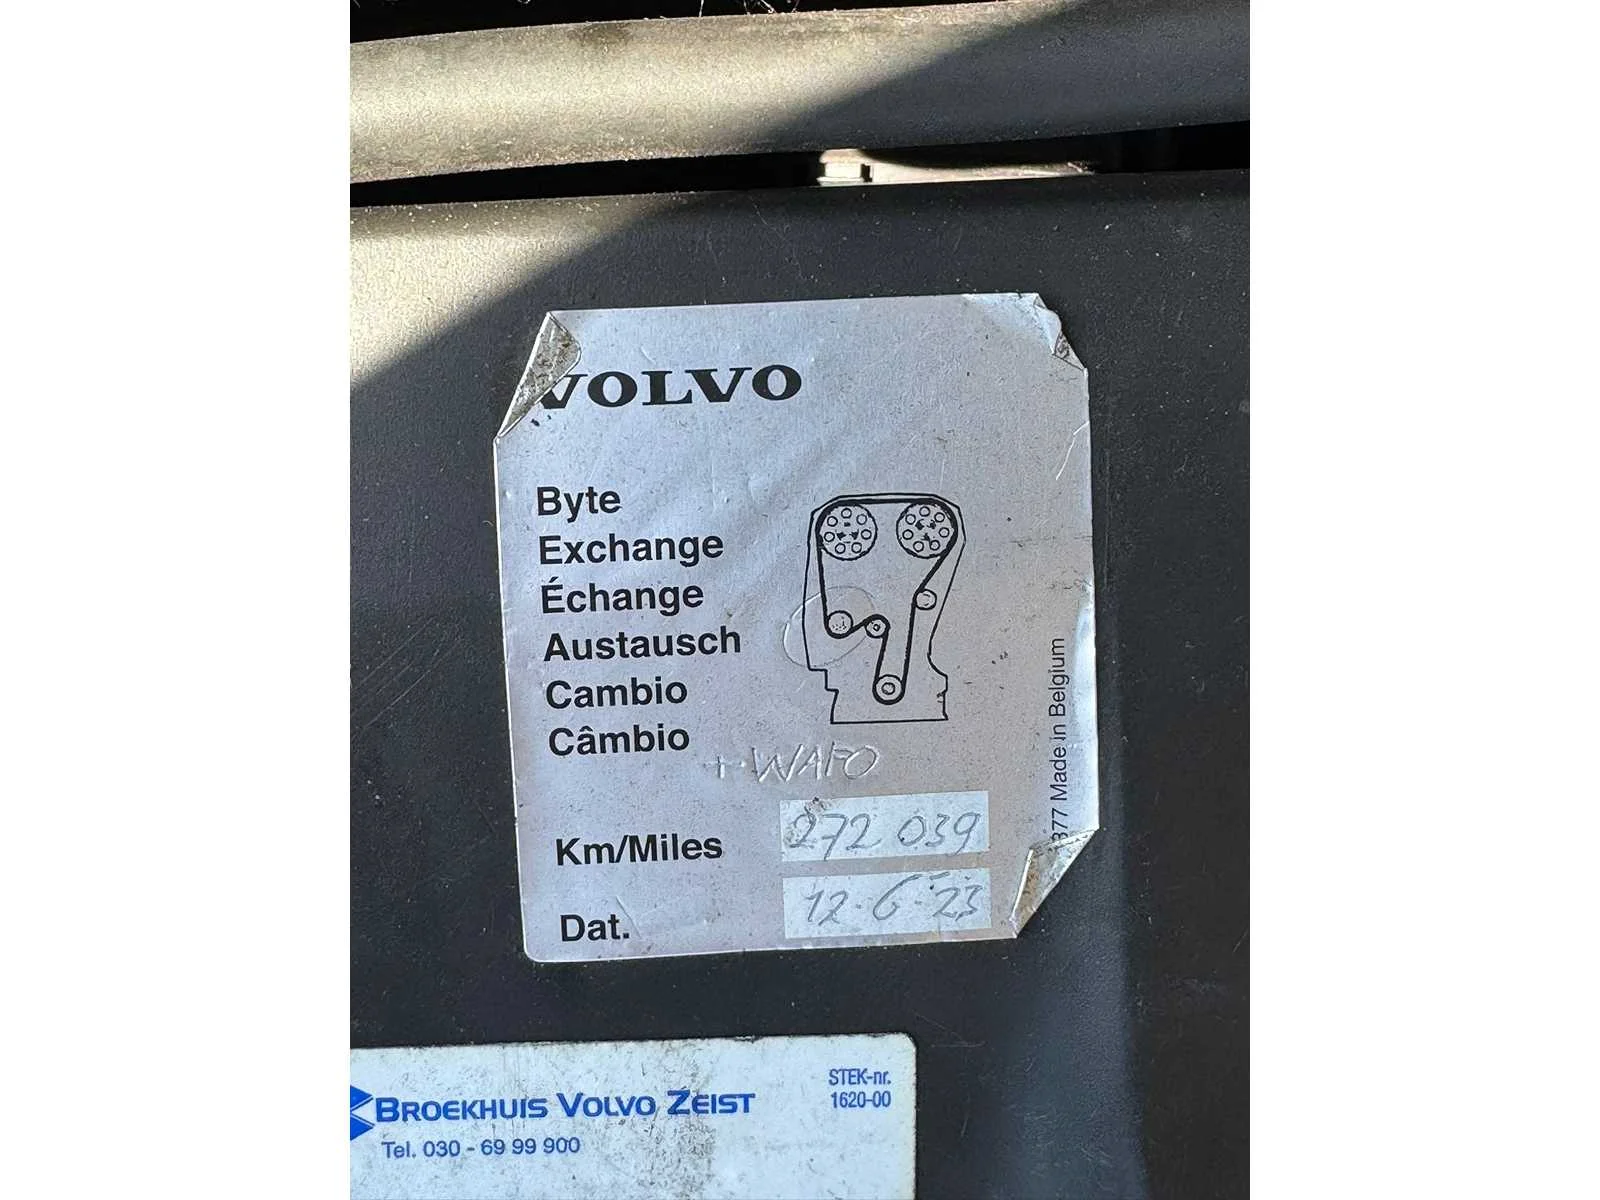 VOLVO
Byte
Exchange
Échange
Austausch
Cambio
Câmbio
+ WAPO
Km/Miles 272 039
Dat. 12-6-23
377 Made in Belgium
BROEKHUIS VOLVO ZEIST
Tel. 030 - 69 99 900
STEK-nr.
1620-00